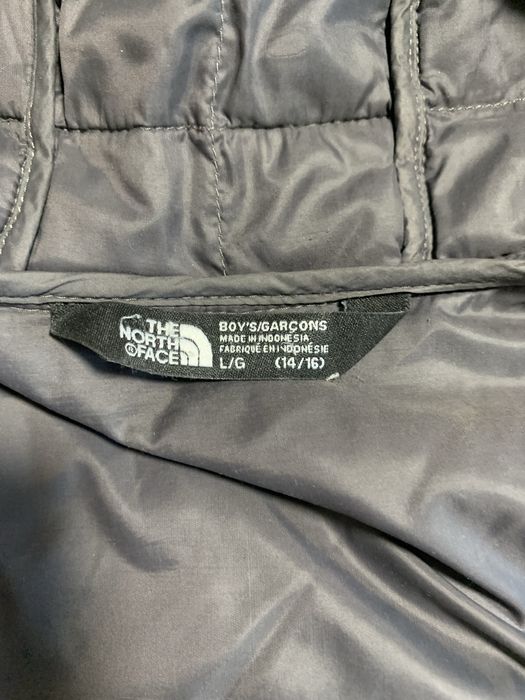 THE
NORTH
FACE
BOY'S/GARÇONS
MADE IN INDONESIA
FABRIQUÉ EN INDONÉSIE
L/G (14/16)